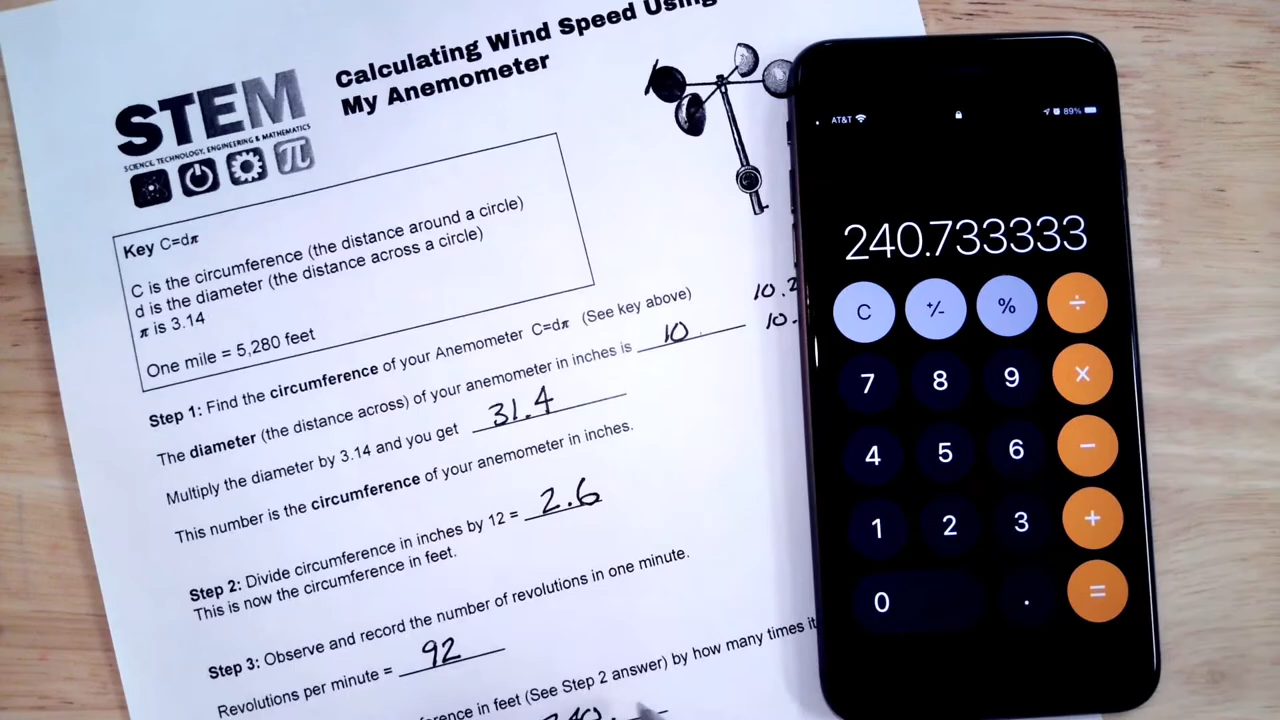 Calculating Wind Speed Using
My Anemometer
STEM
SCIENCE, TECHNOLOGY, ENGINEERING & MATHEMATICS
π
Key C=dπ
C is the circumference (the distance around a circle)
d is the diameter (the distance across a circle)
π is 3.14
One mile = 5,280 feet
Step 1: Find the circumference of your Anemometer C=dπ (See key above)
The diameter (the distance across) of your anemometer in inches is 10
10.2
10.
Multiply the diameter by 3.14 and you get 31.4
This number is the circumference of your anemometer in inches.
Step 2: Divide circumference in inches by 12 = 2.6
This is now the circumference in feet.
Step 3: Observe and record the number of revolutions in one minute.
Revolutions per minute = 92
in feet (See Step 2 answer) by how many times it
240.
AT&T 89%
240.733333
C +/- % ÷
7 8 9 ×
4 5 6 −
1 2 3 +
0 . =